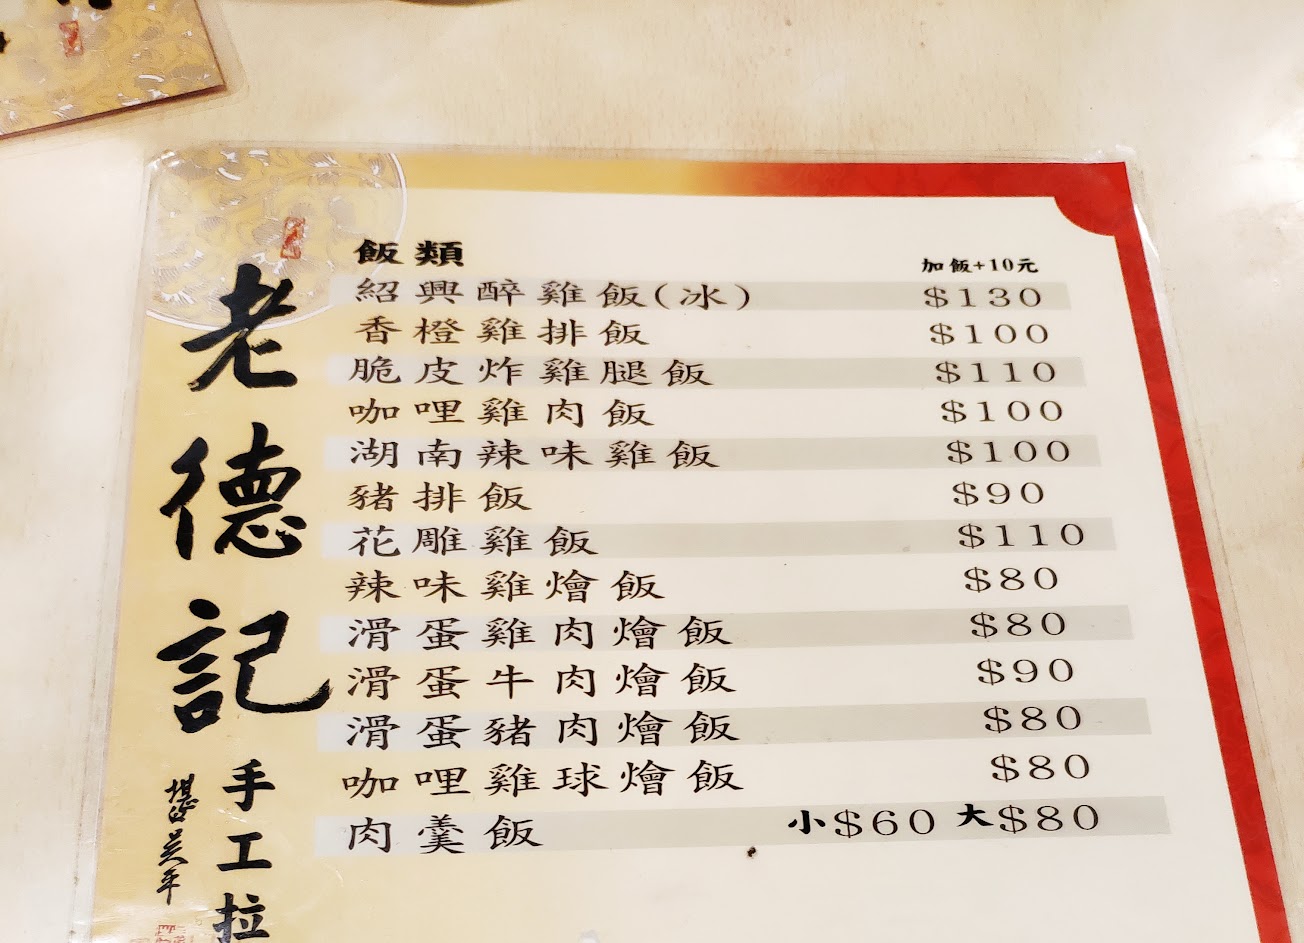 老德記
手工拉
飯類
加飯+10元
紹興醉雞飯(冰) $130
香橙雞排飯 $100
脆皮炸雞腿飯 $110
咖哩雞肉飯 $100
湖南辣味雞飯 $100
豬排飯 $90
花雕雞飯 $110
辣味雞燴飯 $80
滑蛋雞肉燴飯 $80
滑蛋牛肉燴飯 $90
滑蛋豬肉燴飯 $80
咖哩雞球燴飯 $80
肉羹飯 小$60 大$80